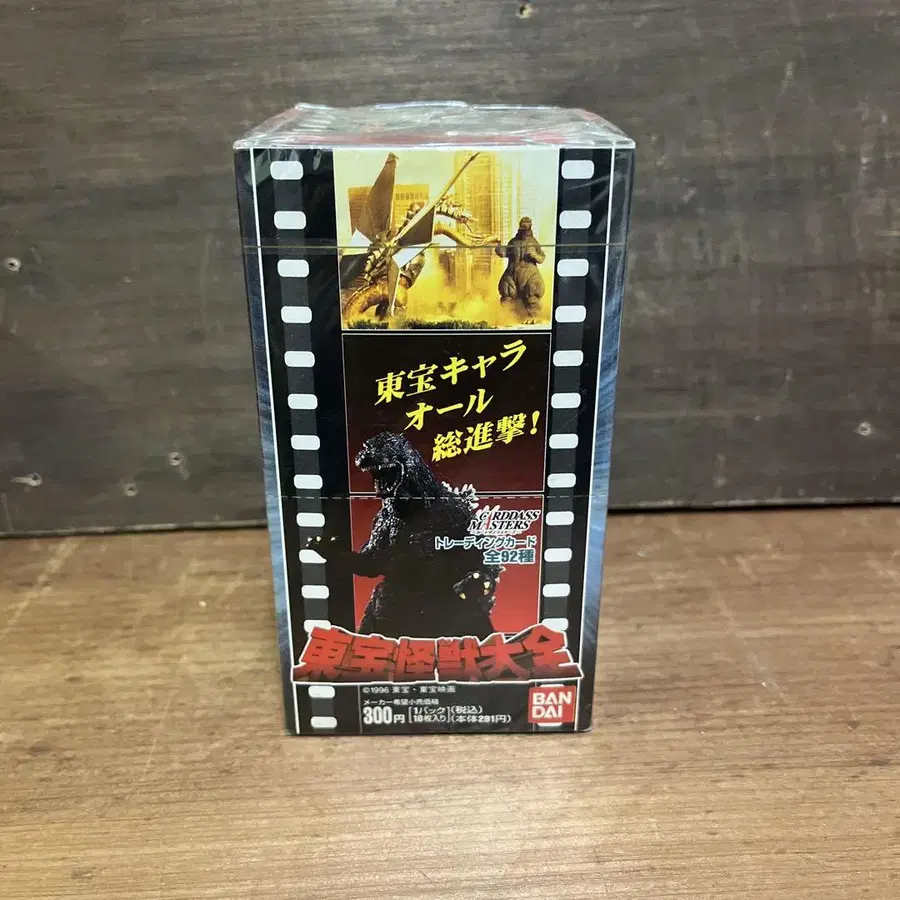 東宝キャラ
オール
総進撃!
CARDDASS
MASTERS
トレーディングカード
全92種
東宝怪獣大全
©1996 東宝・東宝映画
メーカー希望小売価格
300円 [1パック 10枚入り] (税込) (本体291円)
BAN
DAI